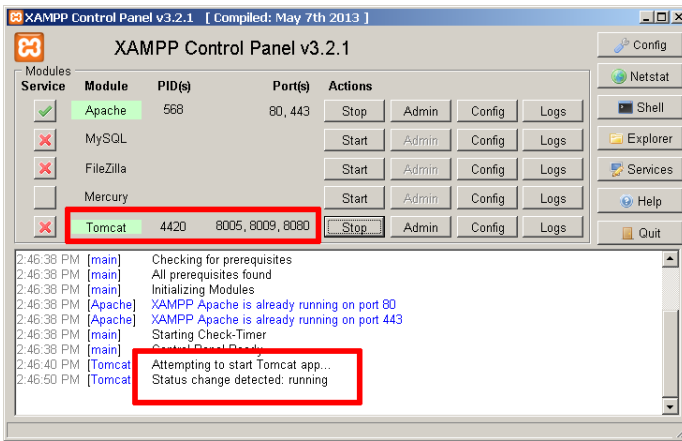 XAMPP Control Panel v3.2.1 [ Compiled: May 7th 2013 ]
XAMPP Control Panel v3.2.1
Config
Modules
Service Module PID(s) Port(s) Actions
Netstat
Apache 568 80, 443 Stop Admin Config Logs
Shell
MySQL Start Admin Config Logs
Explorer
FileZilla Start Admin Config Logs
Services
Mercury Start Admin Config Logs
Help
Tomcat 4420 8005, 8009, 8080 Stop Admin Config Logs
Quit
2:46:38 PM [main] Checking for prerequisites
2:46:38 PM [main] All prerequisites found
2:46:38 PM [main] Initializing Modules
2:46:38 PM [Apache] XAMPP Apache is already running on port 80
2:46:38 PM [Apache] XAMPP Apache is already running on port 443
2:46:38 PM [main] Starting Check-Timer
2:46:38 PM [main] Control Panel Ready
2:46:40 PM [Tomcat Attempting to start Tomcat app...
2:46:50 PM [Tomcat Status change detected: running